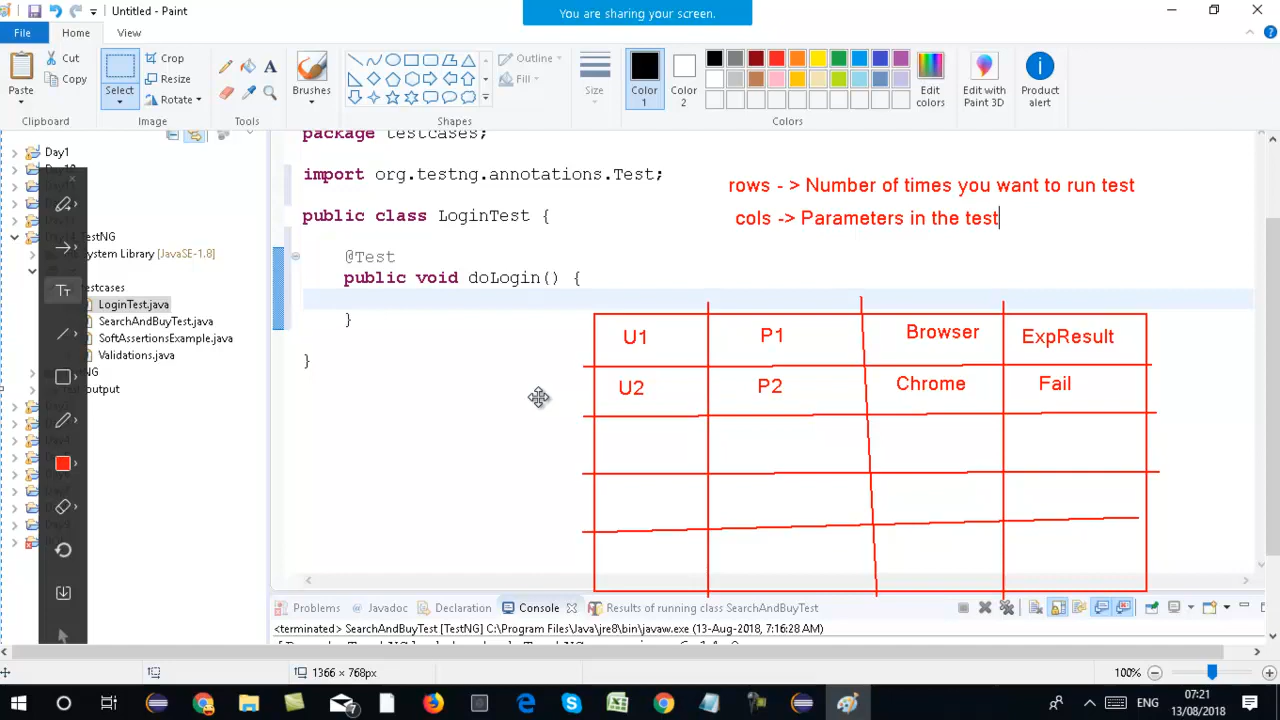 Untitled - Paint
You are sharing your screen.
File
Home
View
Paste
Cut
Copy
Clipboard
Select
Crop
Resize
Rotate
Image
Tools
Brushes
Shapes
Outline
Fill
Size
Color 1
Color 2
Edit colors
Colors
Edit with Paint 3D
Product alert
package testcases;
import org.testng.annotations.Test;
public class LoginTest {
@Test
public void doLogin() {
}
}
rows - > Number of times you want to run test
cols -> Parameters in the test
U1 P1 Browser ExpResult
U2 P2 Chrome Fail
Day1
System Library [JavaSE-1.8]
LoginTest.java
SearchAndBuyTest.java
SoftAssertionsExample.java
Validations.java
Problems Javadoc Declaration Console Results of running class SearchAndBuyTest
<terminated> SearchAndBuyTest [TestNG] C:\Program Files\Java\jre8\bin\javaw.exe (13-Aug-2018, 7:16:28 AM)
1366 × 768px
100%
7
ENG
07:21
13/08/2018